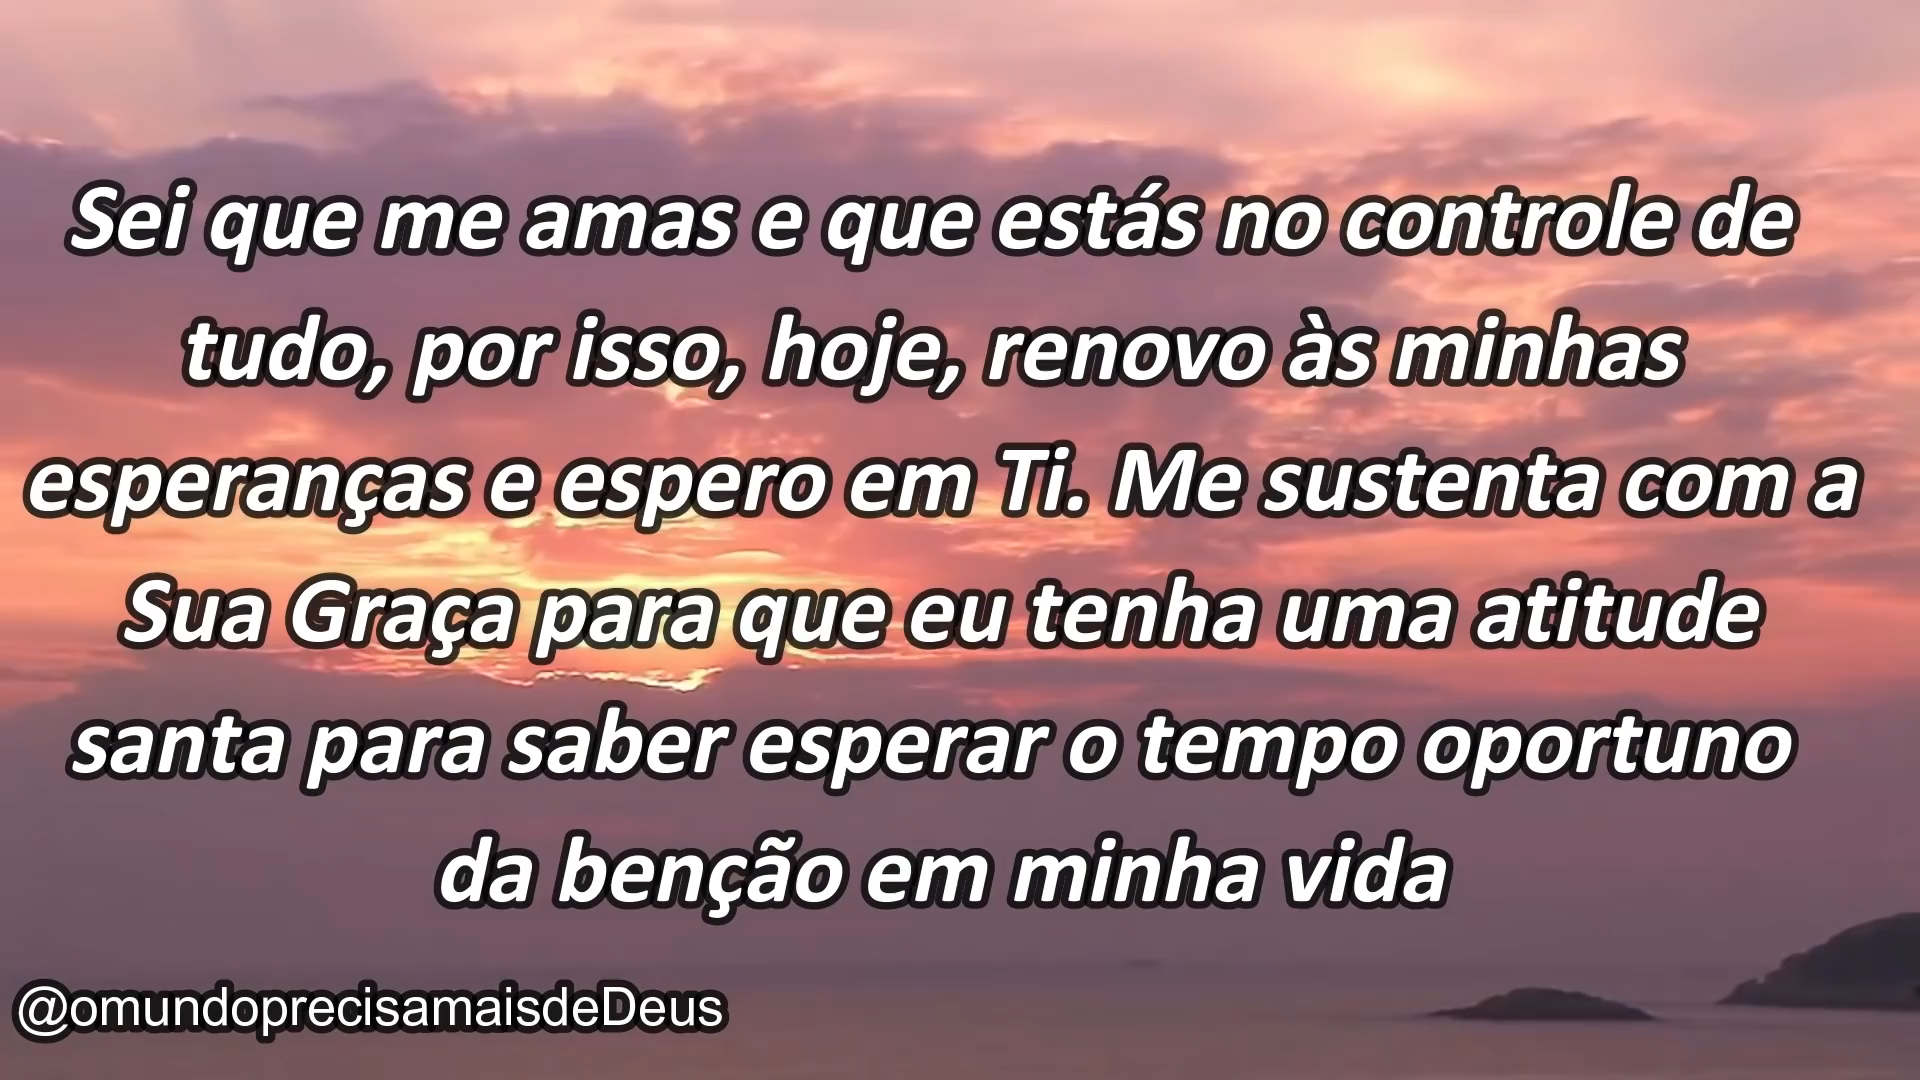 Sei que me amas e que estás no controle de
tudo, por isso, hoje, renovo às minhas
esperanças e espero em Ti. Me sustenta com a
Sua Graça para que eu tenha uma atitude
santa para saber esperar o tempo oportuno
da benção em minha vida
@omundoprecisamaisdeDeus